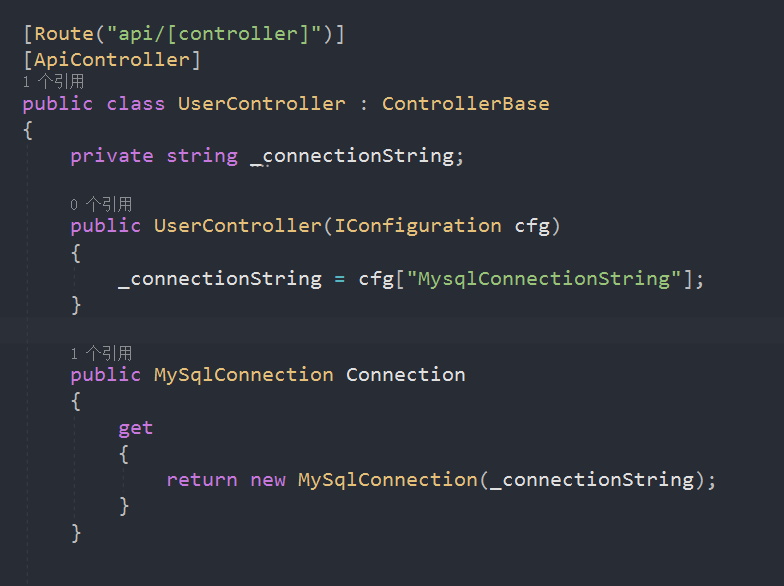 [Route("api/[controller]")]
[ApiController]
1 个引用
public class UserController : ControllerBase
{
private string _connectionString;
0 个引用
public UserController(IConfiguration cfg)
{
_connectionString = cfg["MysqlConnectionString"];
}
1 个引用
public MySqlConnection Connection
{
get
{
return new MySqlConnection(_connectionString);
}
}